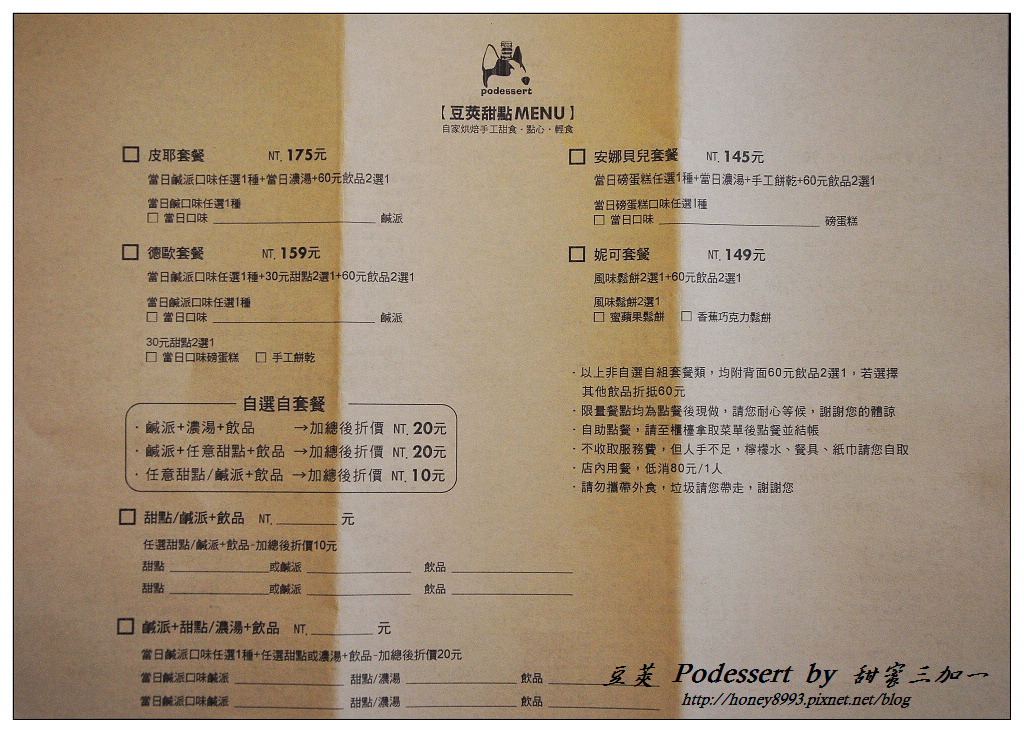 podessert
【豆莢甜點MENU】
自家烘焙手工甜食・點心・輕食
□ 皮耶套餐 NT. 175元
當日鹹派口味任選1種+當日濃湯+60元飲品2選1
當日鹹口味任選1種
□ 當日口味 ________ 鹹派
□ 德歐套餐 NT. 159元
當日鹹派口味任選1種+30元甜點2選1+60元飲品2選1
當日鹹派口味任選1種
□ 當日口味 ________ 鹹派
30元甜點2選1
□ 當日口味磅蛋糕 □ 手工餅乾
自選自套餐
・鹹派+濃湯+飲品 →加總後折價 NT. 20元
・鹹派+任意甜點+飲品 →加總後折價 NT. 20元
・任意甜點/鹹派+飲品 →加總後折價 NT. 10元
□ 甜點/鹹派+飲品 NT. ________ 元
任選甜點/鹹派+飲品-加總後折價10元
甜點 ________ 或鹹派 ________ 飲品 ________
甜點 ________ 或鹹派 ________ 飲品 ________
□ 鹹派+甜點/濃湯+飲品 NT. ________ 元
當日鹹派口味任選1種+任選甜點或濃湯+飲品-加總後折價20元
當日鹹派口味鹹派 ________ 甜點/濃湯 ________ 飲品 ________
當日鹹派口味鹹派 ________ 甜點/濃湯 ________ 飲品 ________
□ 安娜貝兒套餐 NT. 145元
當日磅蛋糕任選1種+當日濃湯+手工餅乾+60元飲品2選1
當日磅蛋糕口味任選1種
□ 當日口味 ________ 磅蛋糕
□ 妮可套餐 NT. 149元
風味鬆餅2選1+60元飲品2選1
風味鬆餅2選1
□ 蜜蘋果鬆餅 □ 香蕉巧克力鬆餅
・以上非自選自組套餐類，均附背面60元飲品2選1，若選擇
其他飲品折抵60元
・限量餐點均為點餐後現做，請您耐心等候，謝謝您的體諒
・自助點餐，請至櫃檯拿取菜單後點餐並結帳
・不收取服務費，但人手不足，檸檬水、餐具、紙巾請您自取
・店內用餐，低消80元/1人
・請勿攜帶外食，垃圾請您帶走，謝謝您
豆莢 Podessert by 甜窩三加一
http://honey8993.pixnet.net/blog